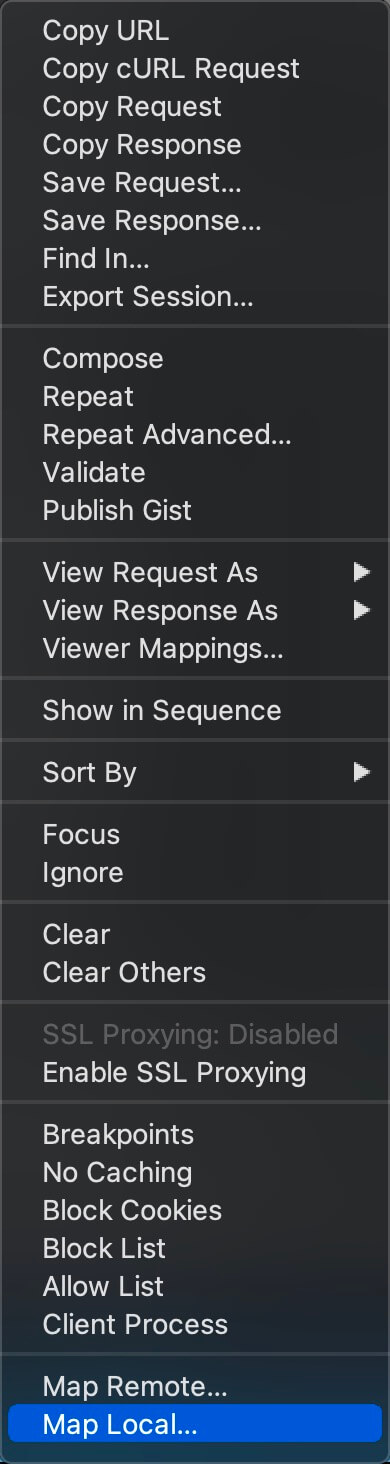 Copy URL
Copy cURL Request
Copy Request
Copy Response
Save Request...
Save Response...
Find In...
Export Session...
Compose
Repeat
Repeat Advanced...
Validate
Publish Gist
View Request As
View Response As
Viewer Mappings...
Show in Sequence
Sort By
Focus
Ignore
Clear
Clear Others
SSL Proxying: Disabled
Enable SSL Proxying
Breakpoints
No Caching
Block Cookies
Block List
Allow List
Client Process
Map Remote...
Map Local...